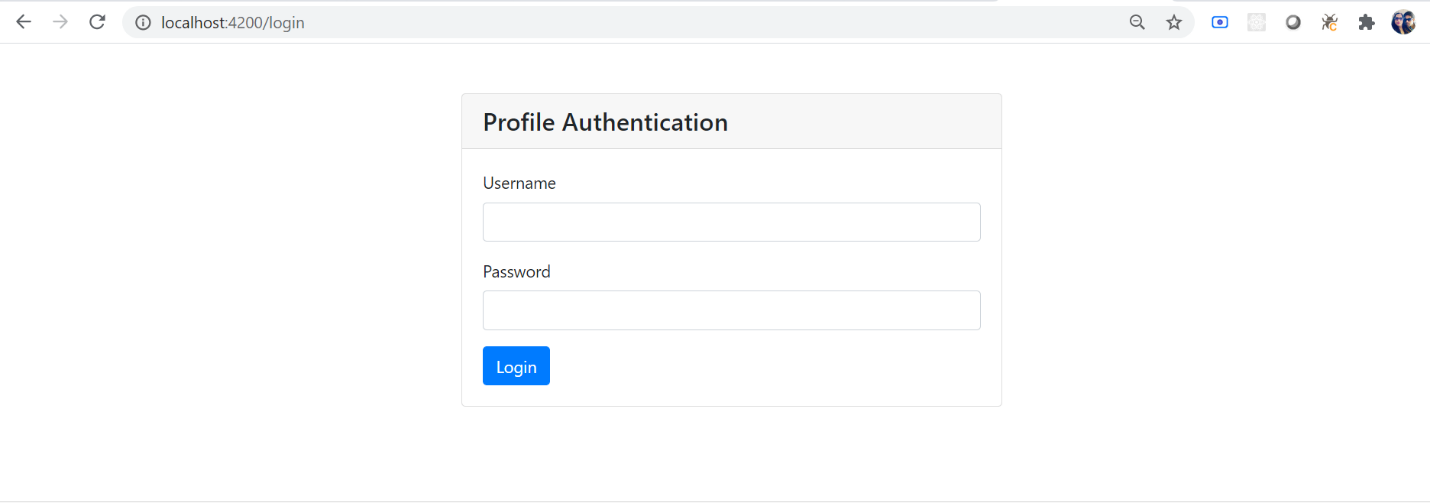 localhost:4200/login
Profile Authentication
Username
Password
Login